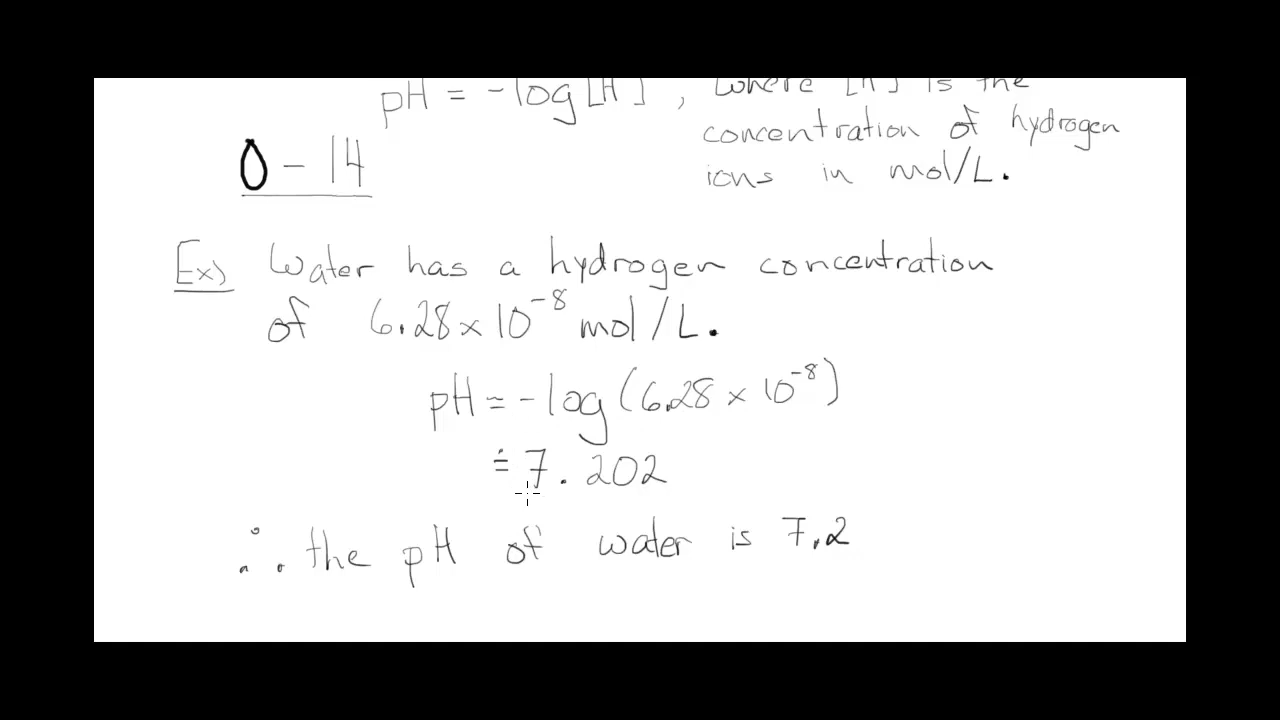 pH = -log[H], where [H] is the
concentration of hydrogen
ions in mol/L.
0 - 14
Ex) Water has a hydrogen concentration
of 6.28 x 10⁻⁸ mol/L.
pH = -log(6.28 x 10⁻⁸)
≐ 7.202
∴ the pH of water is 7.2